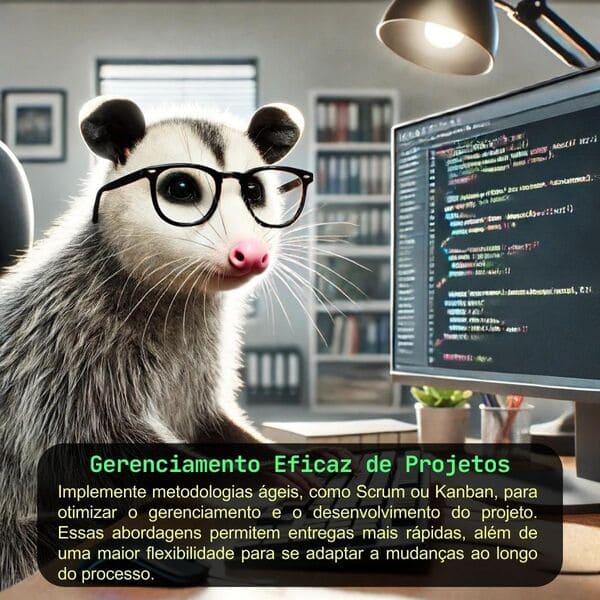 Gerenciamento Eficaz de Projetos
Implemente metodologias ágeis, como Scrum ou Kanban, para
otimizar o gerenciamento e o desenvolvimento do projeto.
Essas abordagens permitem entregas mais rápidas, além de
uma maior flexibilidade para se adaptar a mudanças ao longo
do processo.